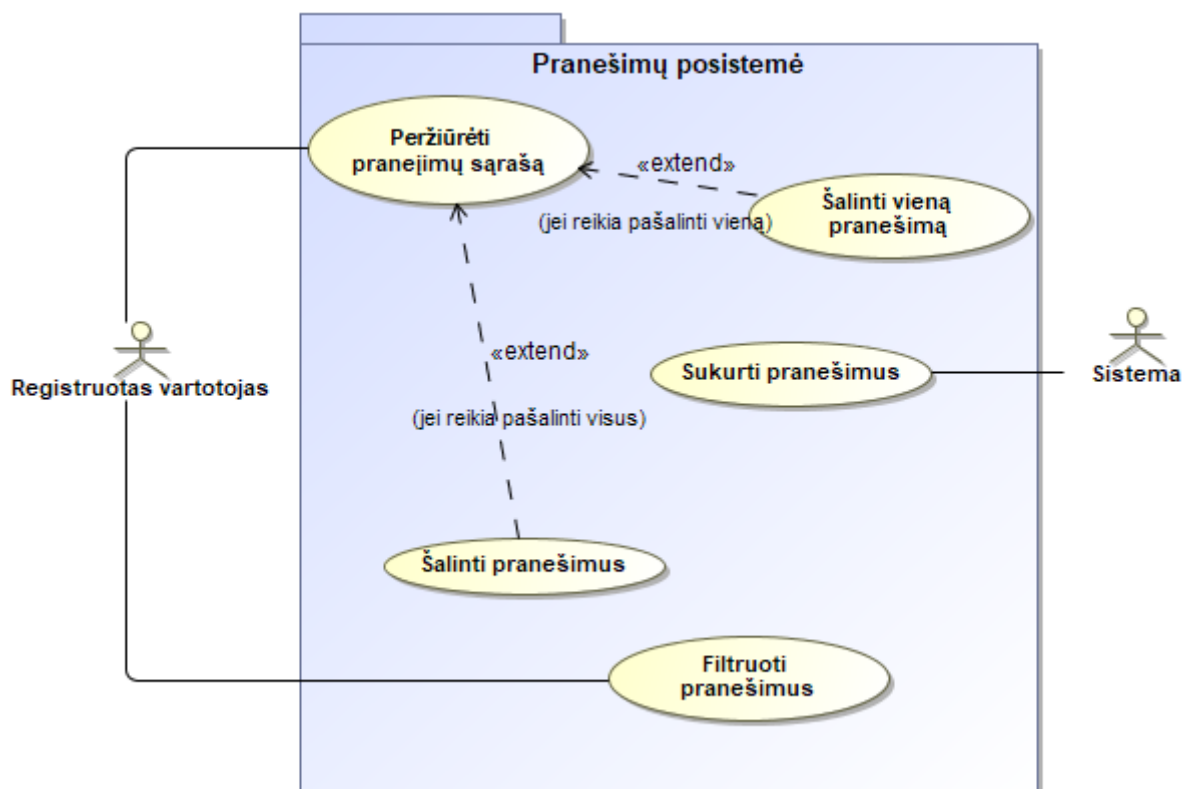 Pranešimų posistemė
Peržiūrėti
pranejimų sąrašą
«extend»
(jei reikia pašalinti vieną)
Šalinti vieną
pranešimą
Registruotas vartotojas
«extend»
(jei reikia pašalinti visus)
Sukurti pranešimus
Sistema
Šalinti pranešimus
Filtruoti
pranešimus